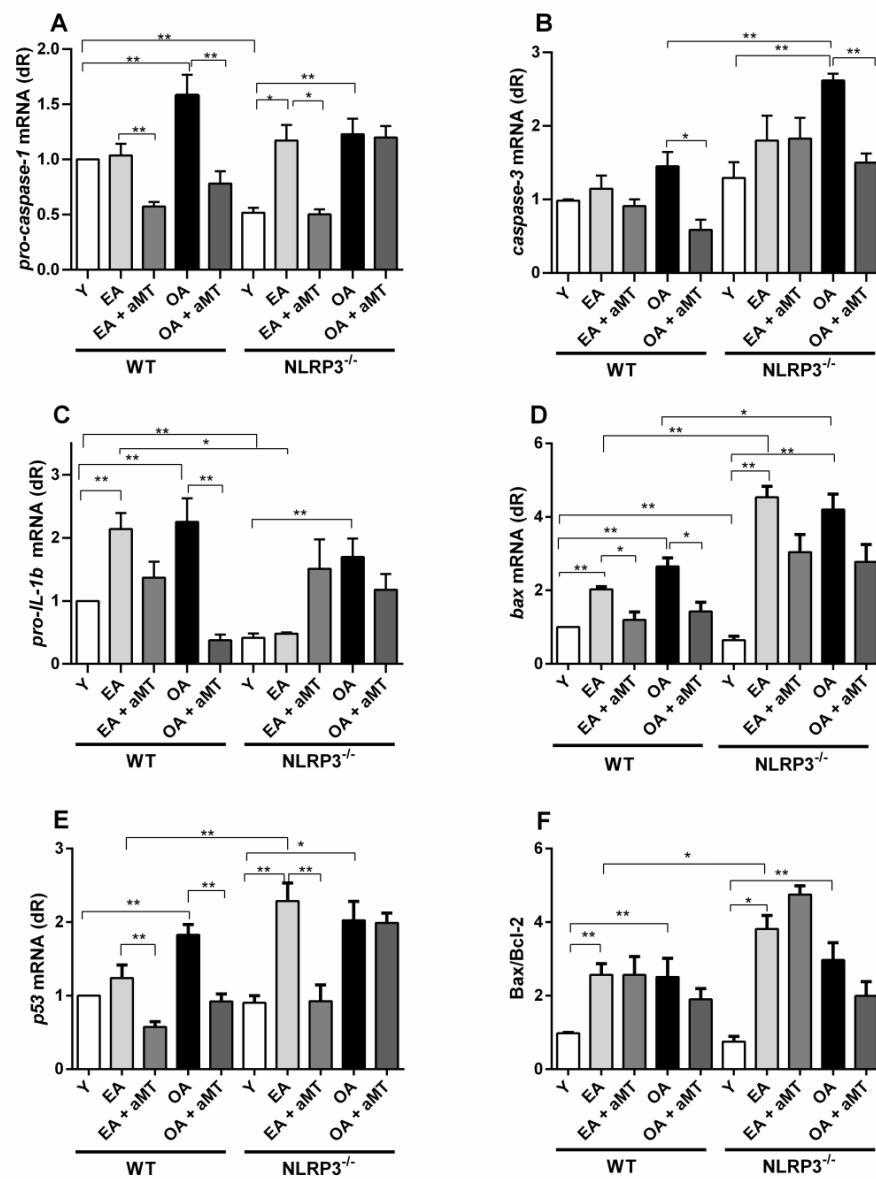 A
pro-caspase-1 mRNA (dR)
1.5
1.0
0.5
0.0
**
**
**
**
**
*
*
Y
EA
EA + aMT
OA
OA + aMT
Y
EA
EA + aMT
OA
OA + aMT
WT
NLRP3-/-
B
caspase-3 mRNA (dR)
3
2
1
0
**
**
**
*
Y
EA
EA + aMT
OA
OA + aMT
Y
EA
EA + aMT
OA
OA + aMT
WT
NLRP3-/-
C
pro-IL-1b mRNA (dR)
3
2
1
0
**
*
**
**
**
**
Y
EA
EA + aMT
OA
OA + aMT
Y
EA
EA + aMT
OA
OA + aMT
WT
NLRP3-/-
D
bax mRNA (dR)
6
4
2
0
*
**
**
**
**
**
*
*
**
Y
EA
EA + aMT
OA
OA + aMT
Y
EA
EA + aMT
OA
OA + aMT
WT
NLRP3-/-
E
p53 mRNA (dR)
3
2
1
0
**
*
**
**
**
**
**
Y
EA
EA + aMT
OA
OA + aMT
Y
EA
EA + aMT
OA
OA + aMT
WT
NLRP3-/-
F
Bax/Bcl-2
6
4
2
0
*
**
*
**
**
Y
EA
EA + aMT
OA
OA + aMT
Y
EA
EA + aMT
OA
OA + aMT
WT
NLRP3-/-